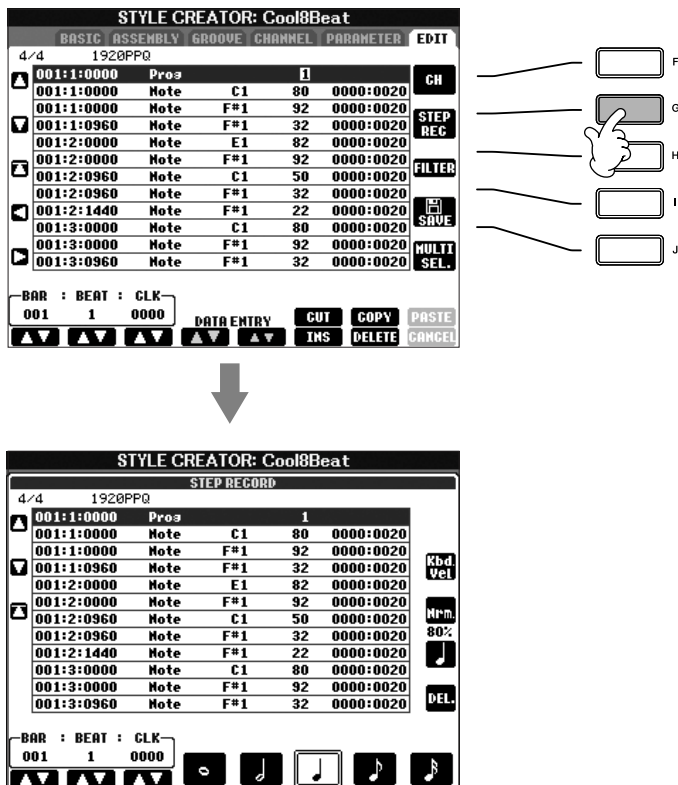 STYLE CREATOR: Cool8Beat
BASIC ASSEMBLY GROOVE CHANNEL PARAMETER EDIT
4/4 1920PPQ
001:1:0000 Prog 1
001:1:0000 Note C1 80 0000:0020
001:1:0000 Note F#1 92 0000:0020
001:1:0960 Note F#1 32 0000:0020
001:2:0000 Note E1 82 0000:0020
001:2:0000 Note F#1 92 0000:0020
001:2:0960 Note C1 50 0000:0020
001:2:0960 Note F#1 32 0000:0020
001:2:1440 Note F#1 22 0000:0020
001:3:0000 Note C1 80 0000:0020
001:3:0000 Note F#1 92 0000:0020
001:3:0960 Note F#1 32 0000:0020
CH
STEP
REC
FILTER
SAVE
MULTI
SEL.
F
G
H
I
J
BAR : BEAT : CLK
001 1 0000
DATA ENTRY
CUT COPY PASTE
INS DELETE CANCEL
STYLE CREATOR: Cool8Beat
STEP RECORD
4/4 1920PPQ
001:1:0000 Prog 1
001:1:0000 Note C1 80 0000:0020
001:1:0000 Note F#1 92 0000:0020
001:1:0960 Note F#1 32 0000:0020
001:2:0000 Note E1 82 0000:0020
001:2:0000 Note F#1 92 0000:0020
001:2:0960 Note C1 50 0000:0020
001:2:0960 Note F#1 32 0000:0020
001:2:1440 Note F#1 22 0000:0020
001:3:0000 Note C1 80 0000:0020
001:3:0000 Note F#1 92 0000:0020
001:3:0960 Note F#1 32 0000:0020
Kbd.
Vel
Nrm.
80%
DEL.
BAR : BEAT : CLK
001 1 0000